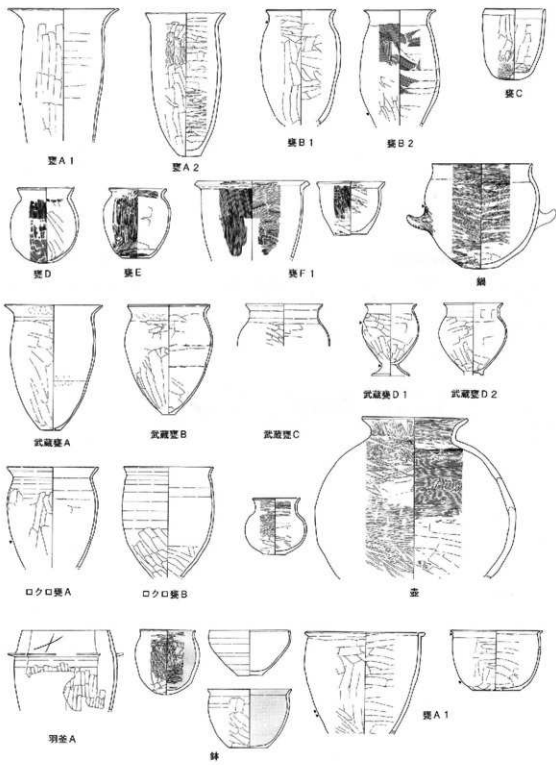 甕A1
甕A2
甕B1
甕B2
甕C
甕D
甕E
甕F1
鍋
武蔵甕A
武蔵甕B
武蔵甕C
武蔵甕D1
武蔵甕D2
ロクロ甕A
ロクロ甕B
壺
羽釜A
鉢
甕A1